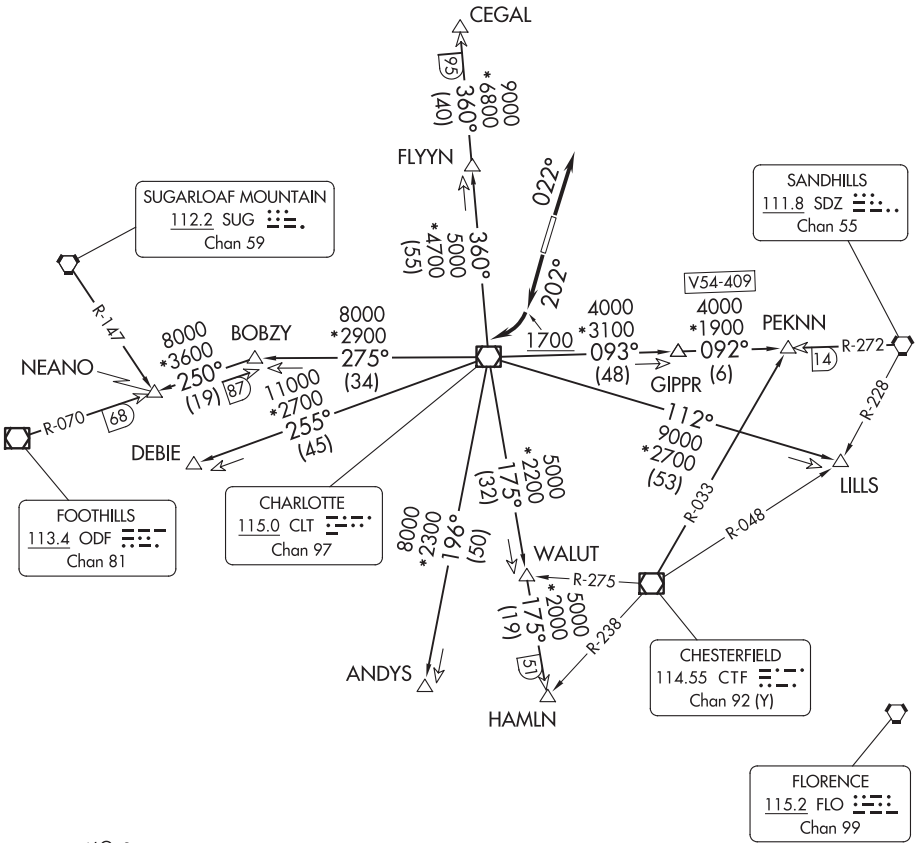 CEGAL
95
9000
*6800
360°
(40)
FLYYN
022°
SUGARLOAF MOUNTAIN
112.2 SUG
Chan 59
SANDHILLS
111.8 SDZ
Chan 55
5000
*4700
360°
(55)
202°
V54-409
R-147
8000
*3600
250°
(19)
87
BOBZY
8000
*2900
275°
(34)
1700
4000
*3100
093°
(48)
4000
*1900
092°
(6)
PEKNN
14
R-272
GIPPR
NEANO
R-070
68
11000
*2700
255°
(45)
DEBIE
R-228
112°
9000
*2700
(53)
LILLS
FOOTHILLS
113.4 ODF
Chan 81
CHARLOTTE
115.0 CLT
Chan 97
8000
*2300
196°
(50)
5000
*2200
175°
(32)
R-033
R-048
WALUT
R-275
5000
*2000
175°
(19)
51
R-238
ANDYS
HAMLN
CHESTERFIELD
114.55 CTF
Chan 92 (Y)
FLORENCE
115.2 FLO
Chan 99